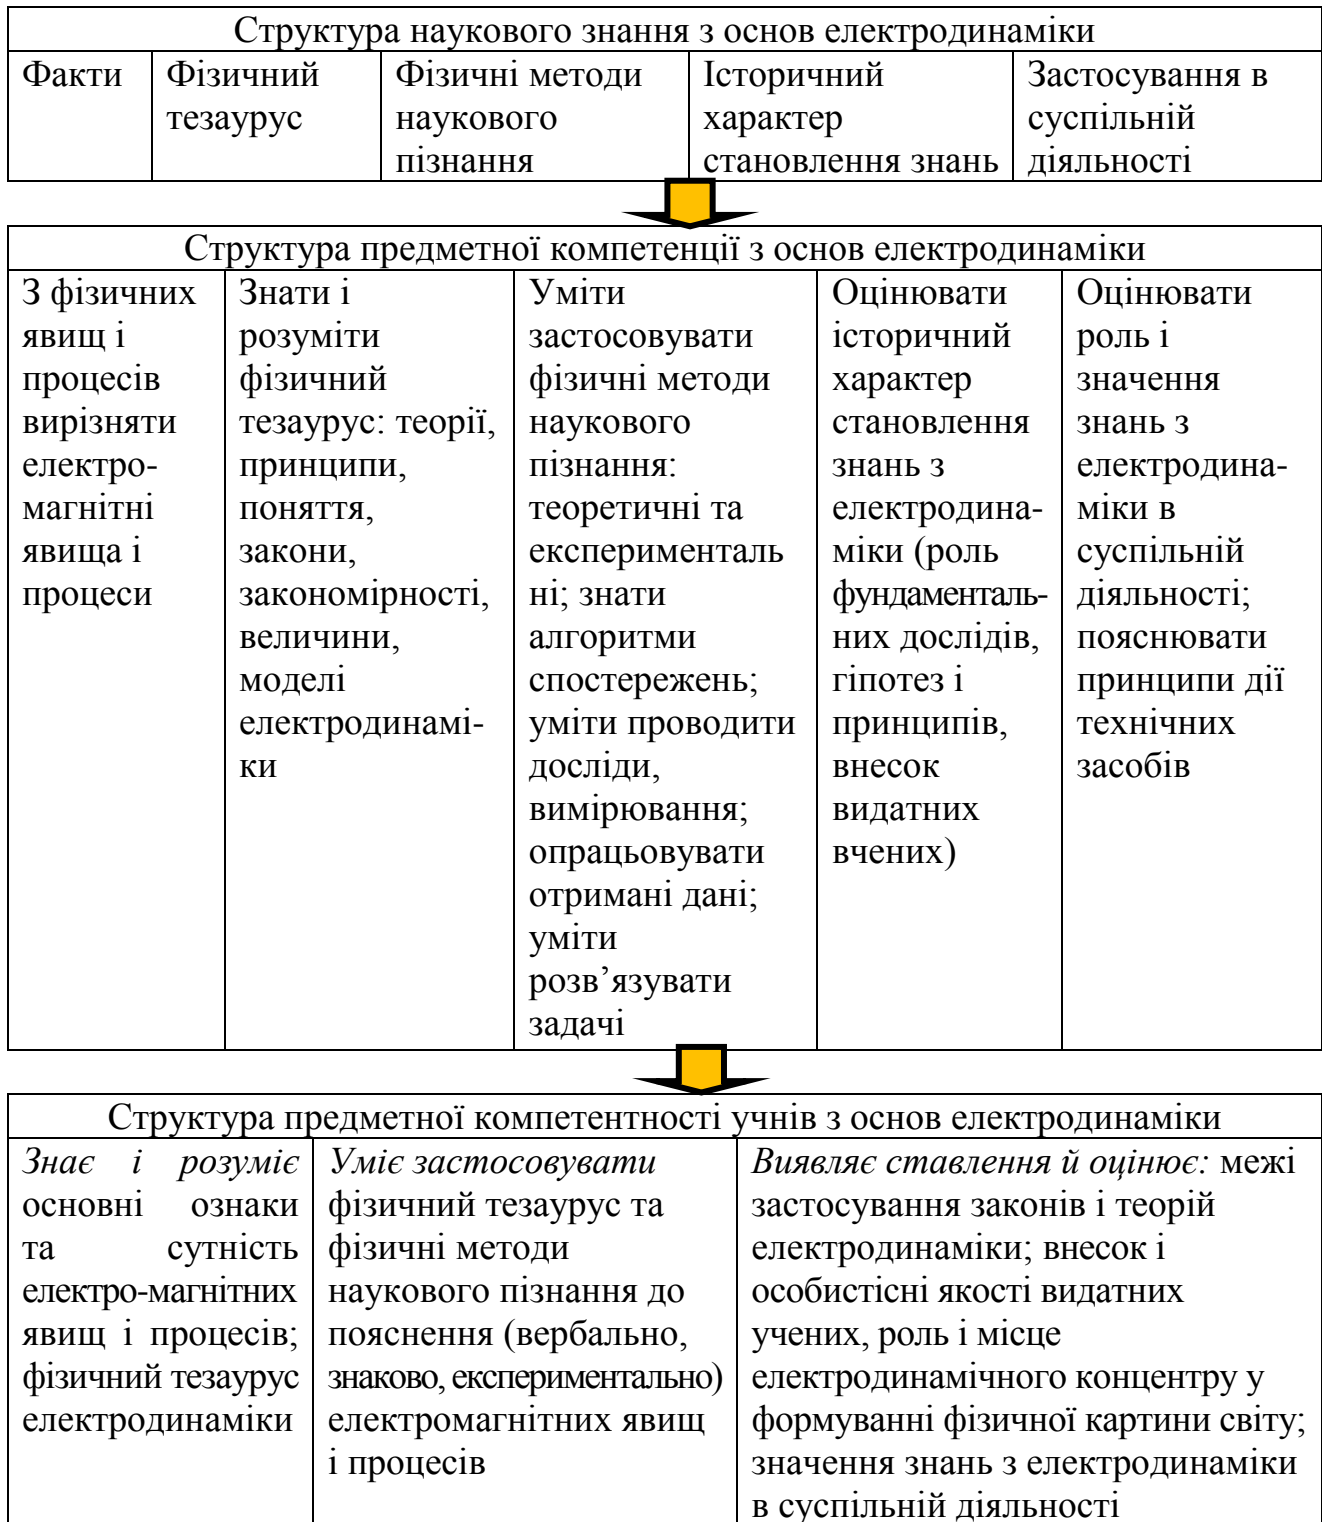 Структура наукового знання з основ електродинаміки
Факти
Фізичний
тезаурус
Фізичні методи
наукового
пізнання
Історичний
характер
становлення знань
Застосування в
суспільній
діяльності
Структура предметної компетенції з основ електродинаміки
З фізичних
явищ і
процесів
вирізняти
електро-
магнітні
явища і
процеси
Знати і
розуміти
фізичний
тезаурус: теорії,
принципи,
поняття,
закони,
закономірності,
величини,
моделі
електродинамі-
ки
Уміти
застосовувати
фізичні методи
наукового
пізнання:
теоретичні та
експерименталь
ні; знати
алгоритми
спостережень;
уміти проводити
досліди,
вимірювання;
опрацьовувати
отримані дані;
уміти
розв’язувати
задачі
Оцінювати
історичний
характер
становлення
знань з
електродина-
міки (роль
фундаменталь-
них дослідів,
гіпотез і
принципів,
внесок
видатних
вчених)
Оцінювати
роль і
значення
знань з
електродина-
міки в
суспільній
діяльності;
пояснювати
принципи дії
технічних
засобів
Структура предметної компетентності учнів з основ електродинаміки
Знає і розуміє
основні ознаки
та сутність
електро-магнітних
явищ і процесів;
фізичний тезаурус
електродинаміки
Уміє застосовувати
фізичний тезаурус та
фізичні методи
наукового пізнання до
пояснення (вербально,
знаково, експериментально)
електромагнітних явищ
і процесів
Виявляє ставлення й оцінює: межі
застосування законів і теорій
електродинаміки; внесок і
особистісні якості видатних
учених, роль і місце
електродинамічного концентру у
формуванні фізичної картини світу;
значення знань з електродинаміки
в суспільній діяльності